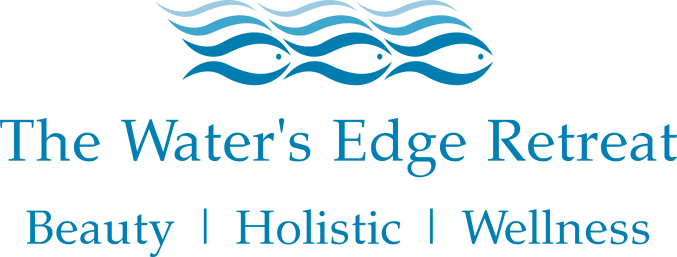 The Water's Edge Retreat
Beauty | Holistic | Wellness